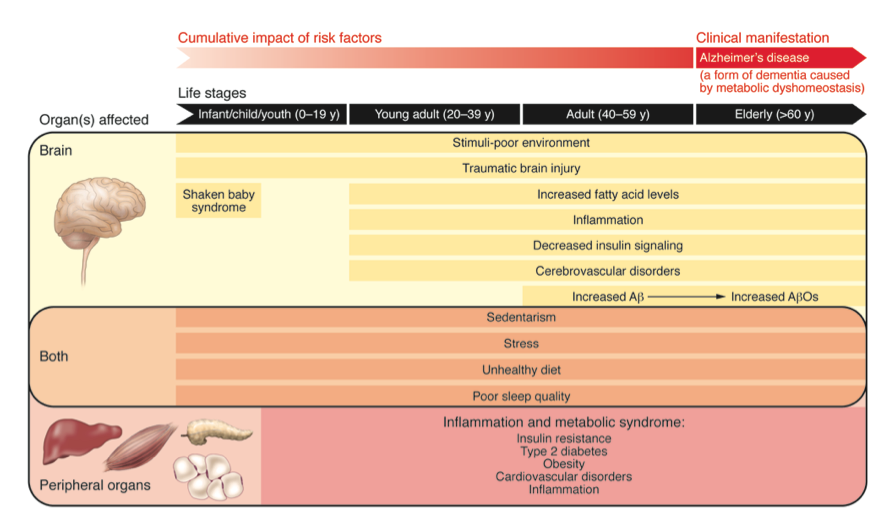 Cumulative impact of risk factors
Clinical manifestation
Alzheimer's disease
(a form of dementia caused
by metabolic dyshomeostasis)
Life stages
Organ(s) affected
Infant/child/youth (0–19 y)
Young adult (20–39 y)
Adult (40–59 y)
Elderly (>60 y)
Brain
Stimuli-poor environment
Traumatic brain injury
Shaken baby
syndrome
Increased fatty acid levels
Inflammation
Decreased insulin signaling
Cerebrovascular disorders
Increased Aβ → Increased AβOs
Both
Sedentarism
Stress
Unhealthy diet
Poor sleep quality
Peripheral organs
Inflammation and metabolic syndrome:
Insulin resistance
Type 2 diabetes
Obesity
Cardiovascular disorders
Inflammation